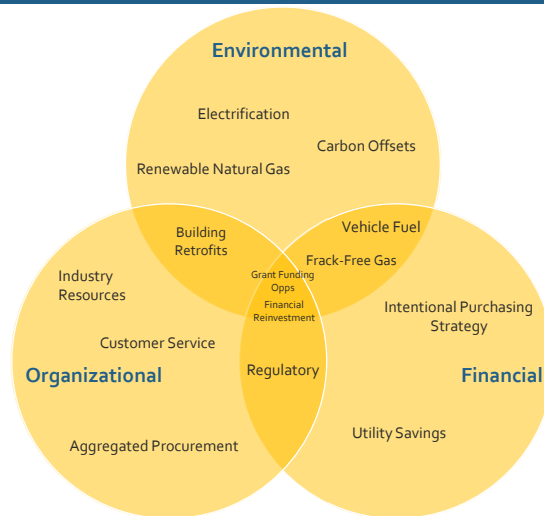 Environmental
Electrification
Carbon Offsets
Renewable Natural Gas
Building
Retrofits
Vehicle Fuel
Frack-Free Gas
Grant Funding
Opps
Financial
Reinvestment
Industry
Resources
Intentional Purchasing
Strategy
Customer Service
Regulatory
Organizational
Financial
Utility Savings
Aggregated Procurement